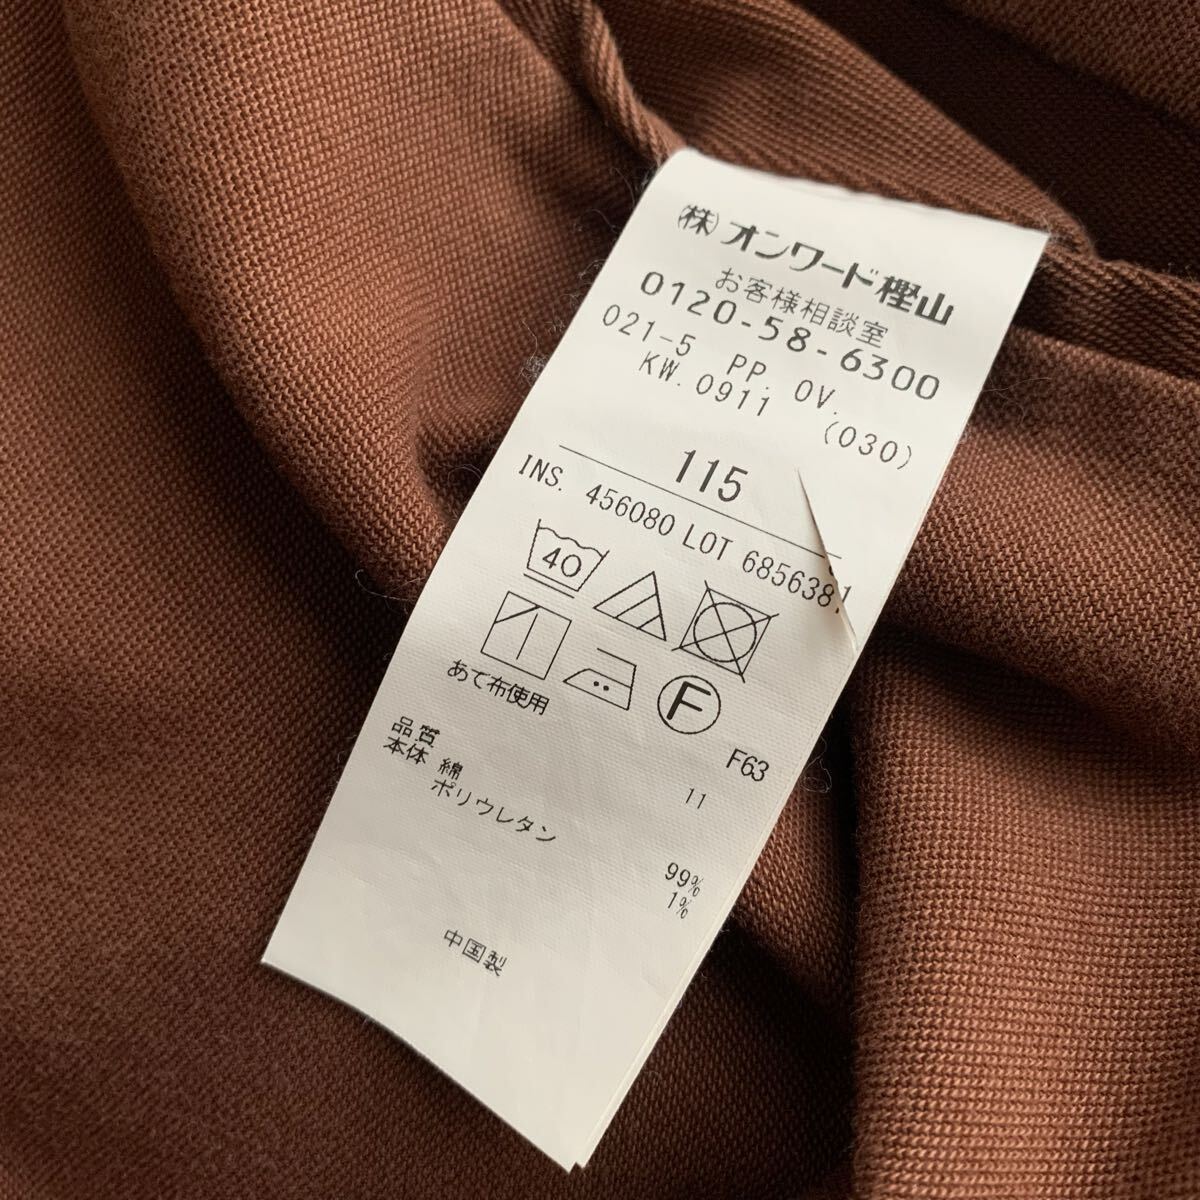 (株)オンワード樫山
お客様相談室
0120-58-6300
021-5 PP. OV.
KW. 0911 (030)
115
INS. 456080 LOT 6856381
40
あて布使用
F
F63
品質 11
本体 綿 99%
ポリウレタン 1%
中国製